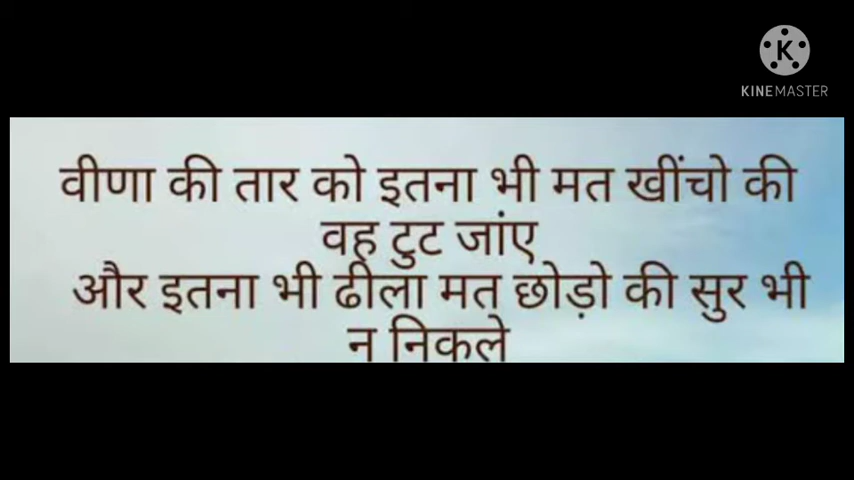 KINEMASTER
वीणा की तार को इतना भी मत खींचो की
वह टुट जांए
और इतना भी ढीला मत छोड़ो की सुर भी
न निकले